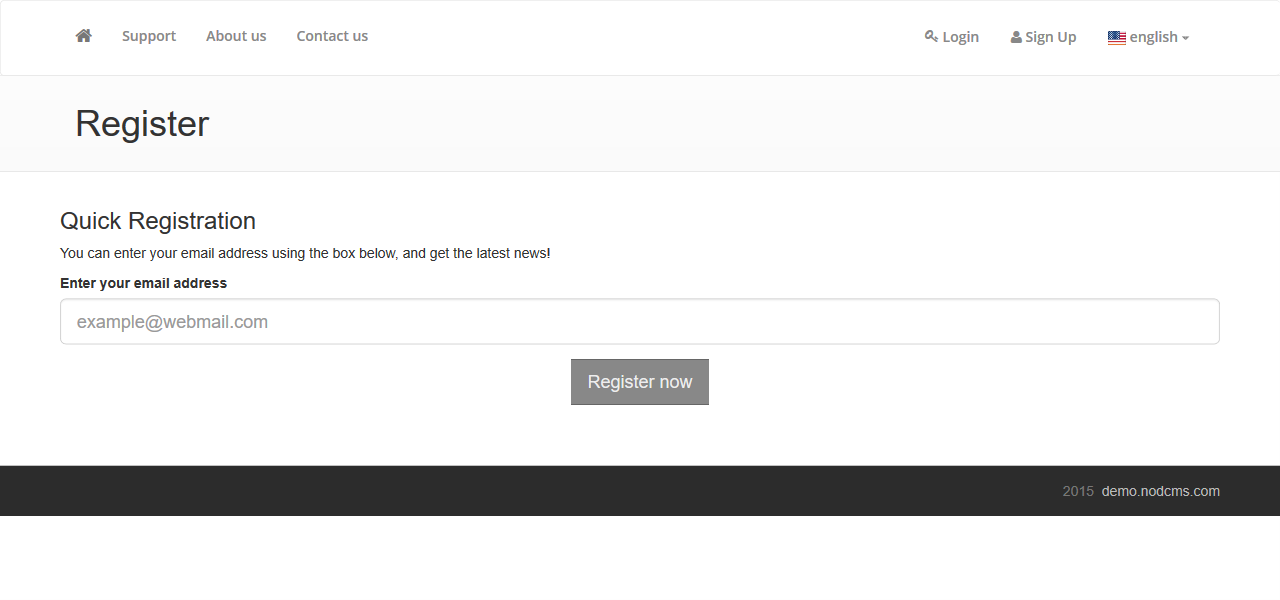 Support About us Contact us Login Sign Up english
Register
Quick Registration
You can enter your email address using the box below, and get the latest news!
Enter your email address
example@webmail.com
Register now
2015 demo.nodcms.com